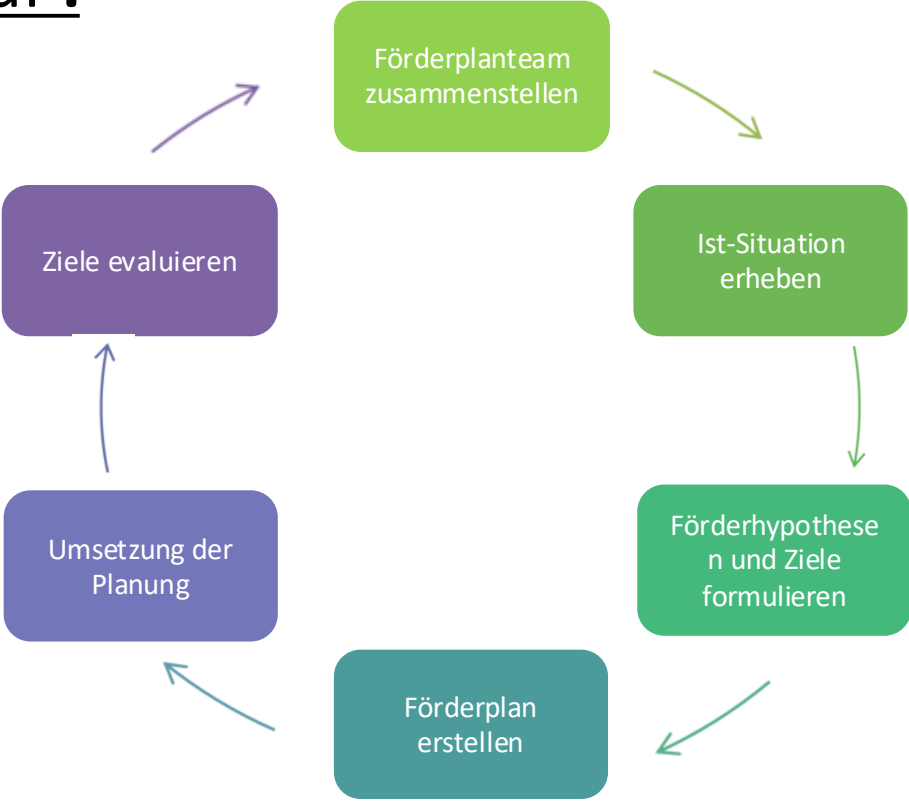 Förderplanteam
zusammenstellen
Ist-Situation
erheben
Förderhypothese
n und Ziele
formulieren
Förderplan
erstellen
Umsetzung der
Planung
Ziele evaluieren